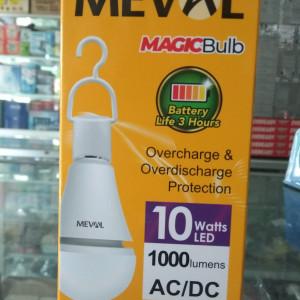 MEVAL
MAGICBulb
Battery
Life 3 Hours
MEVAL
Overcharge &
Overdischarge
Protection
10 Watts
LED
1000 lumens
AC/DC